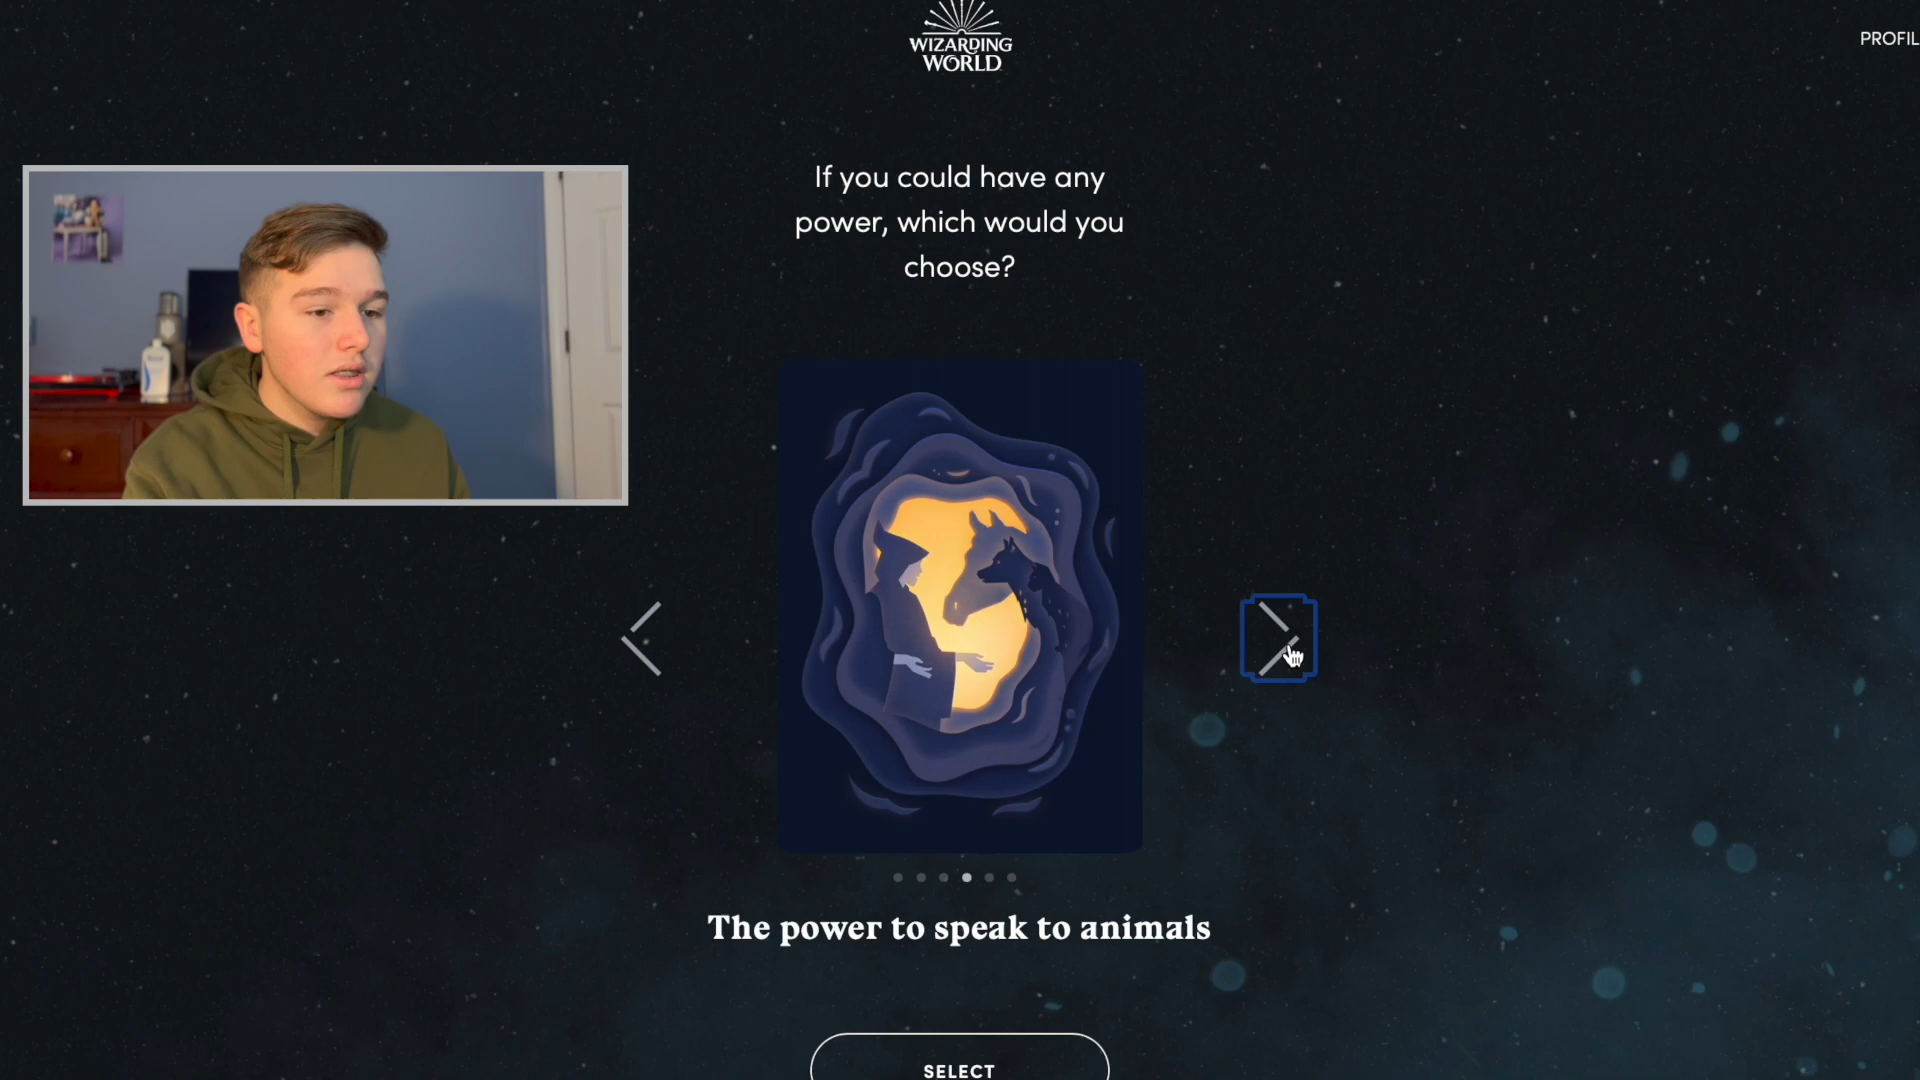 WIZARDING
WORLD
PROFIL
If you could have any
power, which would you
choose?
The power to speak to animals
SELECT